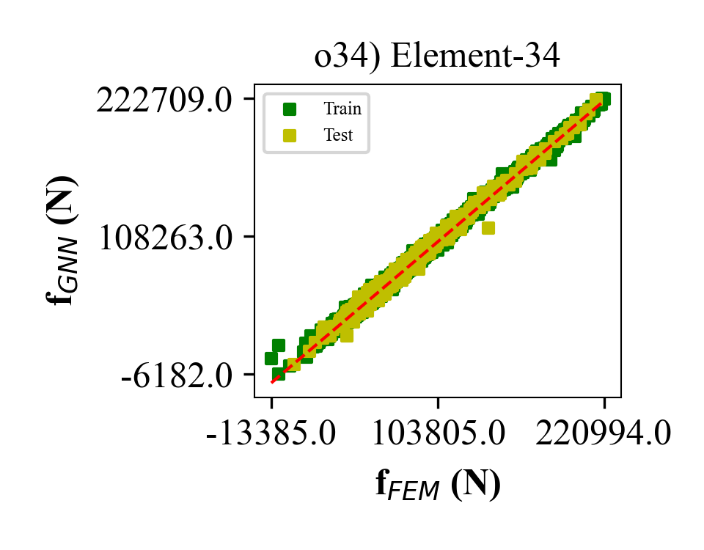 o34) Element-34
222709.0
108263.0
-6182.0
f_GNN (N)
Train
Test
-13385.0 103805.0 220994.0
f_FEM (N)